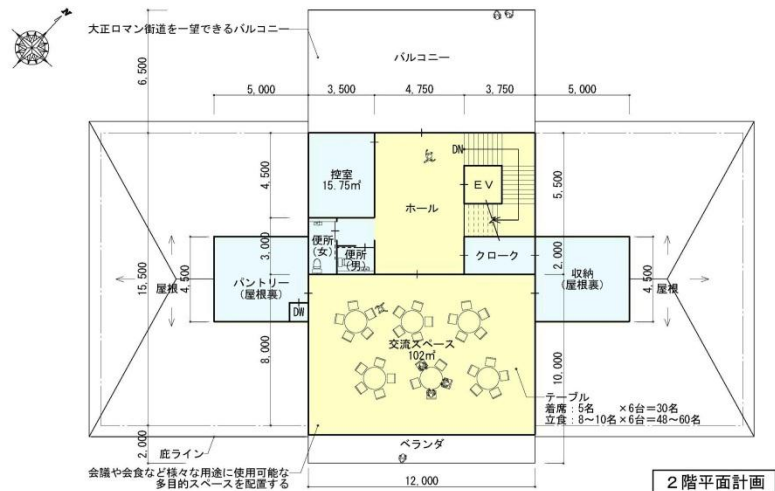 N
大正ロマン街道を一望できるバルコニー
バルコニー
6,500
5,000
3,500
4,750
3,750
5,000
控室
15.75㎡
DN
EV
ホール
4,500
5,500
便所
(女)
便所
(男)
クローク
3,000
2,000
15,500
屋根
4,500
パントリー
(屋根裏)
DW
収納
(屋根裏)
4,500
屋根
交流スペース
102㎡
8,000
10,000
テーブル
着席：5名 ×6台＝30名
立食：8～10名×6台＝48～60名
2,000
庇ライン
ベランダ
会議や会食など様々な用途に使用可能な
多目的スペースを配置する
12,000
2階平面計画